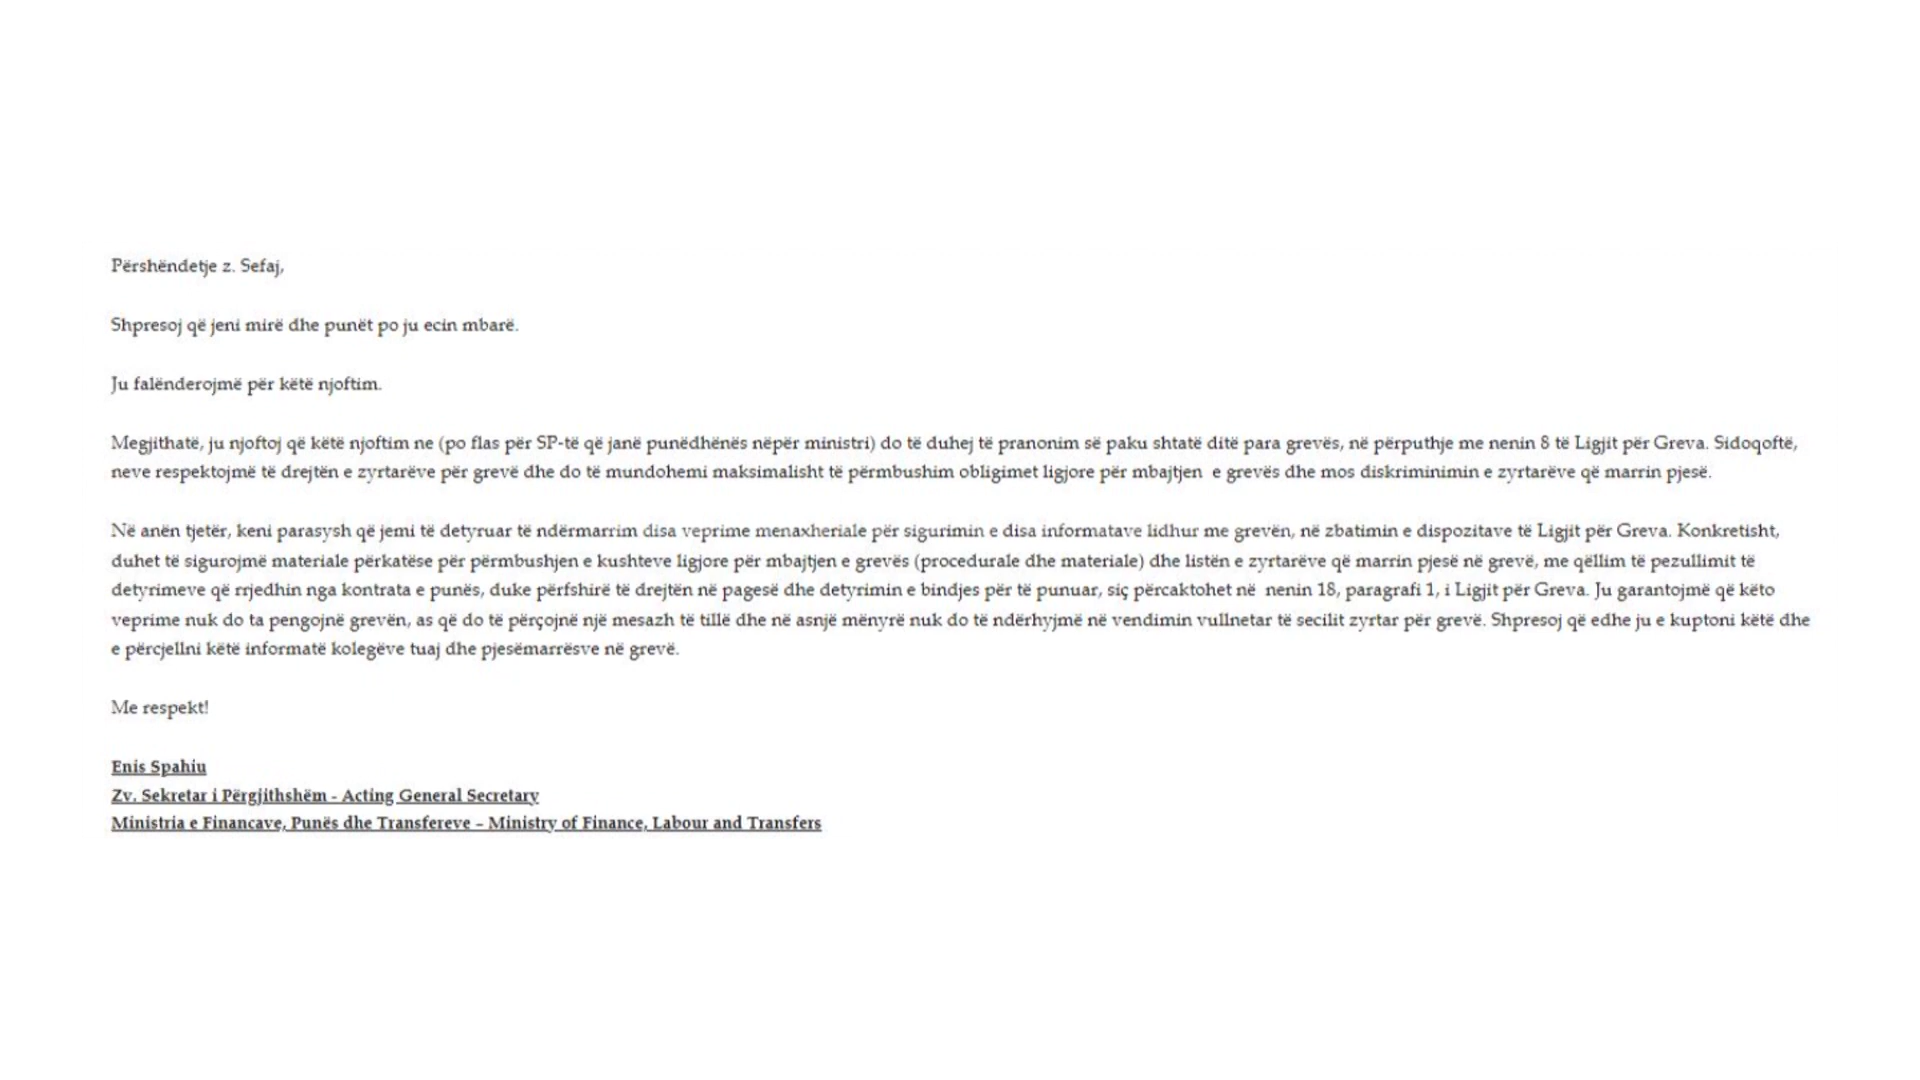 Përshëndetje z. Sefaj,
Shpresoj që jeni mirë dhe punët po ju ecin mbarë.
Ju falënderojmë për këtë njoftim.
Megjithatë, ju njoftoj që këtë njoftim ne (po flas për SP-të që janë punëdhënës nëpër ministri) do të duhej të pranonim së paku shtatë ditë para grevës, në përputhje me nenin 8 të Ligjit për Greva. Sidoqoftë,
neve respektojmë të drejtën e zyrtarëve për grevë dhe do të mundohemi maksimalisht të përmbushim obligimet ligjore për mbajtjen  e grevës dhe mos diskriminimin e zyrtarëve që marrin pjesë.
Në anën tjetër, keni parasysh që jemi të detyruar të ndërmarrim disa veprime menaxheriale për sigurimin e disa informatave lidhur me grevën, në zbatimin e dispozitave të Ligjit për Greva. Konkretisht,
duhet të sigurojmë materiale përkatëse për përmbushjen e kushteve ligjore për mbajtjen e grevës (procedurale dhe materiale) dhe listën e zyrtarëve që marrin pjesë në grevë, me qëllim të pezullimit të
detyrimeve që rrjedhin nga kontrata e punës, duke përfshirë të drejtën në pagesë dhe detyrimin e bindjes për të punuar, siç përcaktohet në  nenin 18, paragrafi 1, i Ligjit për Greva. Ju garantojmë që këto
veprime nuk do ta pengojnë grevën, as që do të përçojnë një mesazh të tillë dhe në asnjë mënyrë nuk do të ndërhyjmë në vendimin vullnetar të secilit zyrtar për grevë. Shpresoj që edhe ju e kuptoni këtë dhe
e përcjellni këtë informatë kolegëve tuaj dhe pjesëmarrësve në grevë.
Me respekt!
Enis Spahiu
Zv. Sekretar i Përgjithshëm - Acting General Secretary
Ministria e Financave, Punës dhe Transfereve – Ministry of Finance, Labour and Transfers